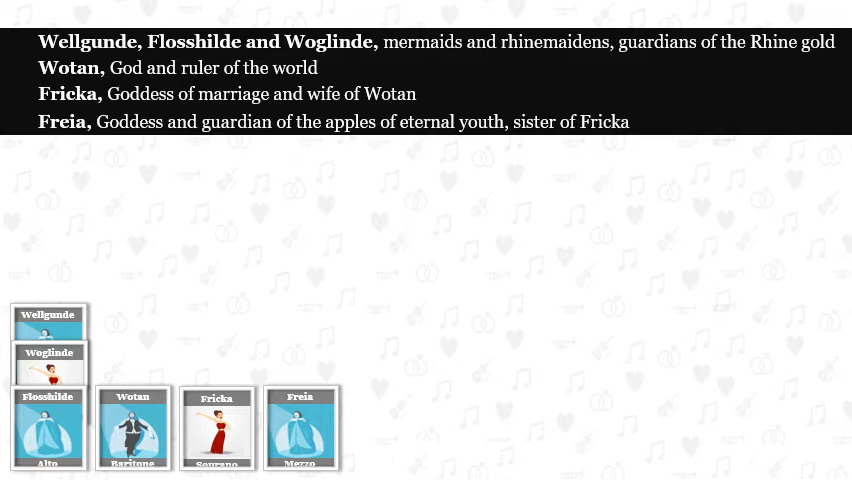 Wellgunde, Flosshilde and Woglinde, mermaids and rhinemaidens, guardians of the Rhine gold
Wotan, God and ruler of the world
Fricka, Goddess of marriage and wife of Wotan
Freia, Goddess and guardian of the apples of eternal youth, sister of Fricka
Wellgunde
Woglinde
Flosshilde Wotan Fricka Freia
Alto Baritone Soprano Mezzo